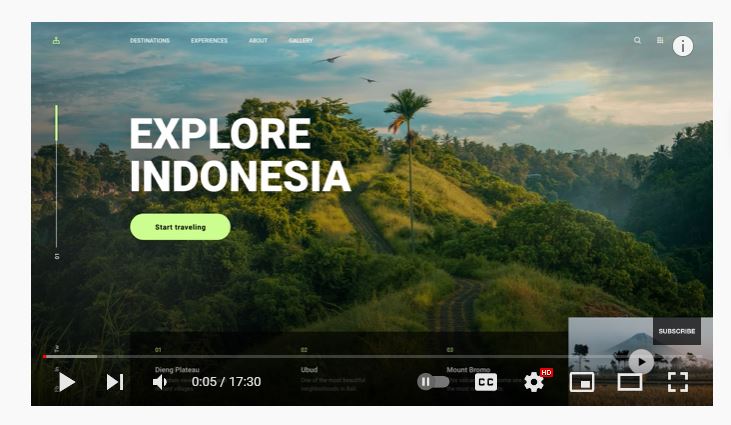 DESTINATIONS EXPERIENCES ABOUT GALLERY
EXPLORE
INDONESIA
Start traveling
01
SUBSCRIBE
01 02 03
Dieng Plateau Ubud Mount Bromo
One of the most beautiful
neighborhoods in Bali.
0:05 / 17:30
CC
HD